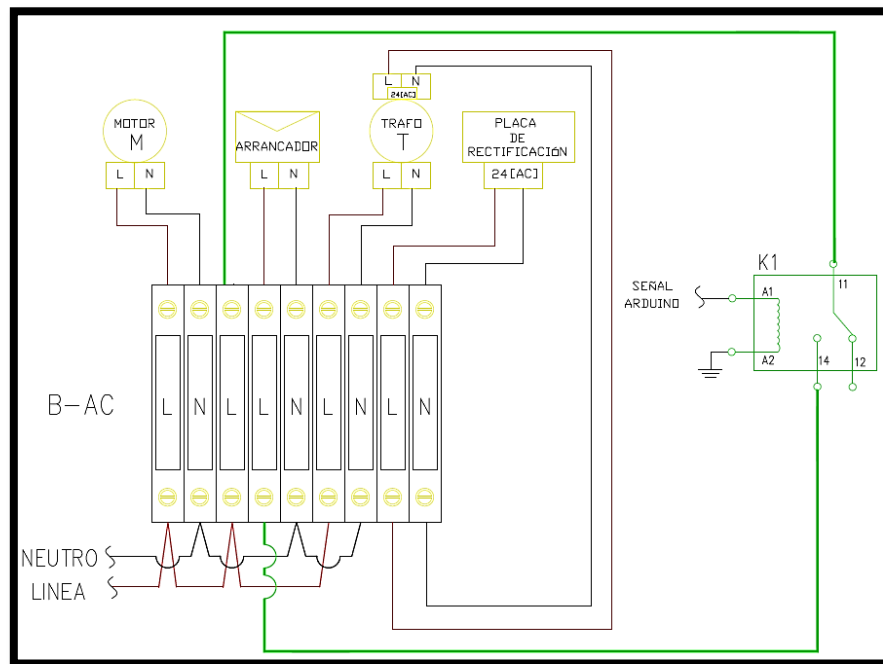 L N
24[AC]
MOTOR
M
L N
ARRANCADOR
L N
TRAFO
T
L N
PLACA
DE
RECTIFICACIÓN
24[AC]
K1
SEÑAL
ARDUINO
A1
11
A2
14
12
B-AC
L N L L N L N L N
NEUTRO
LINEA